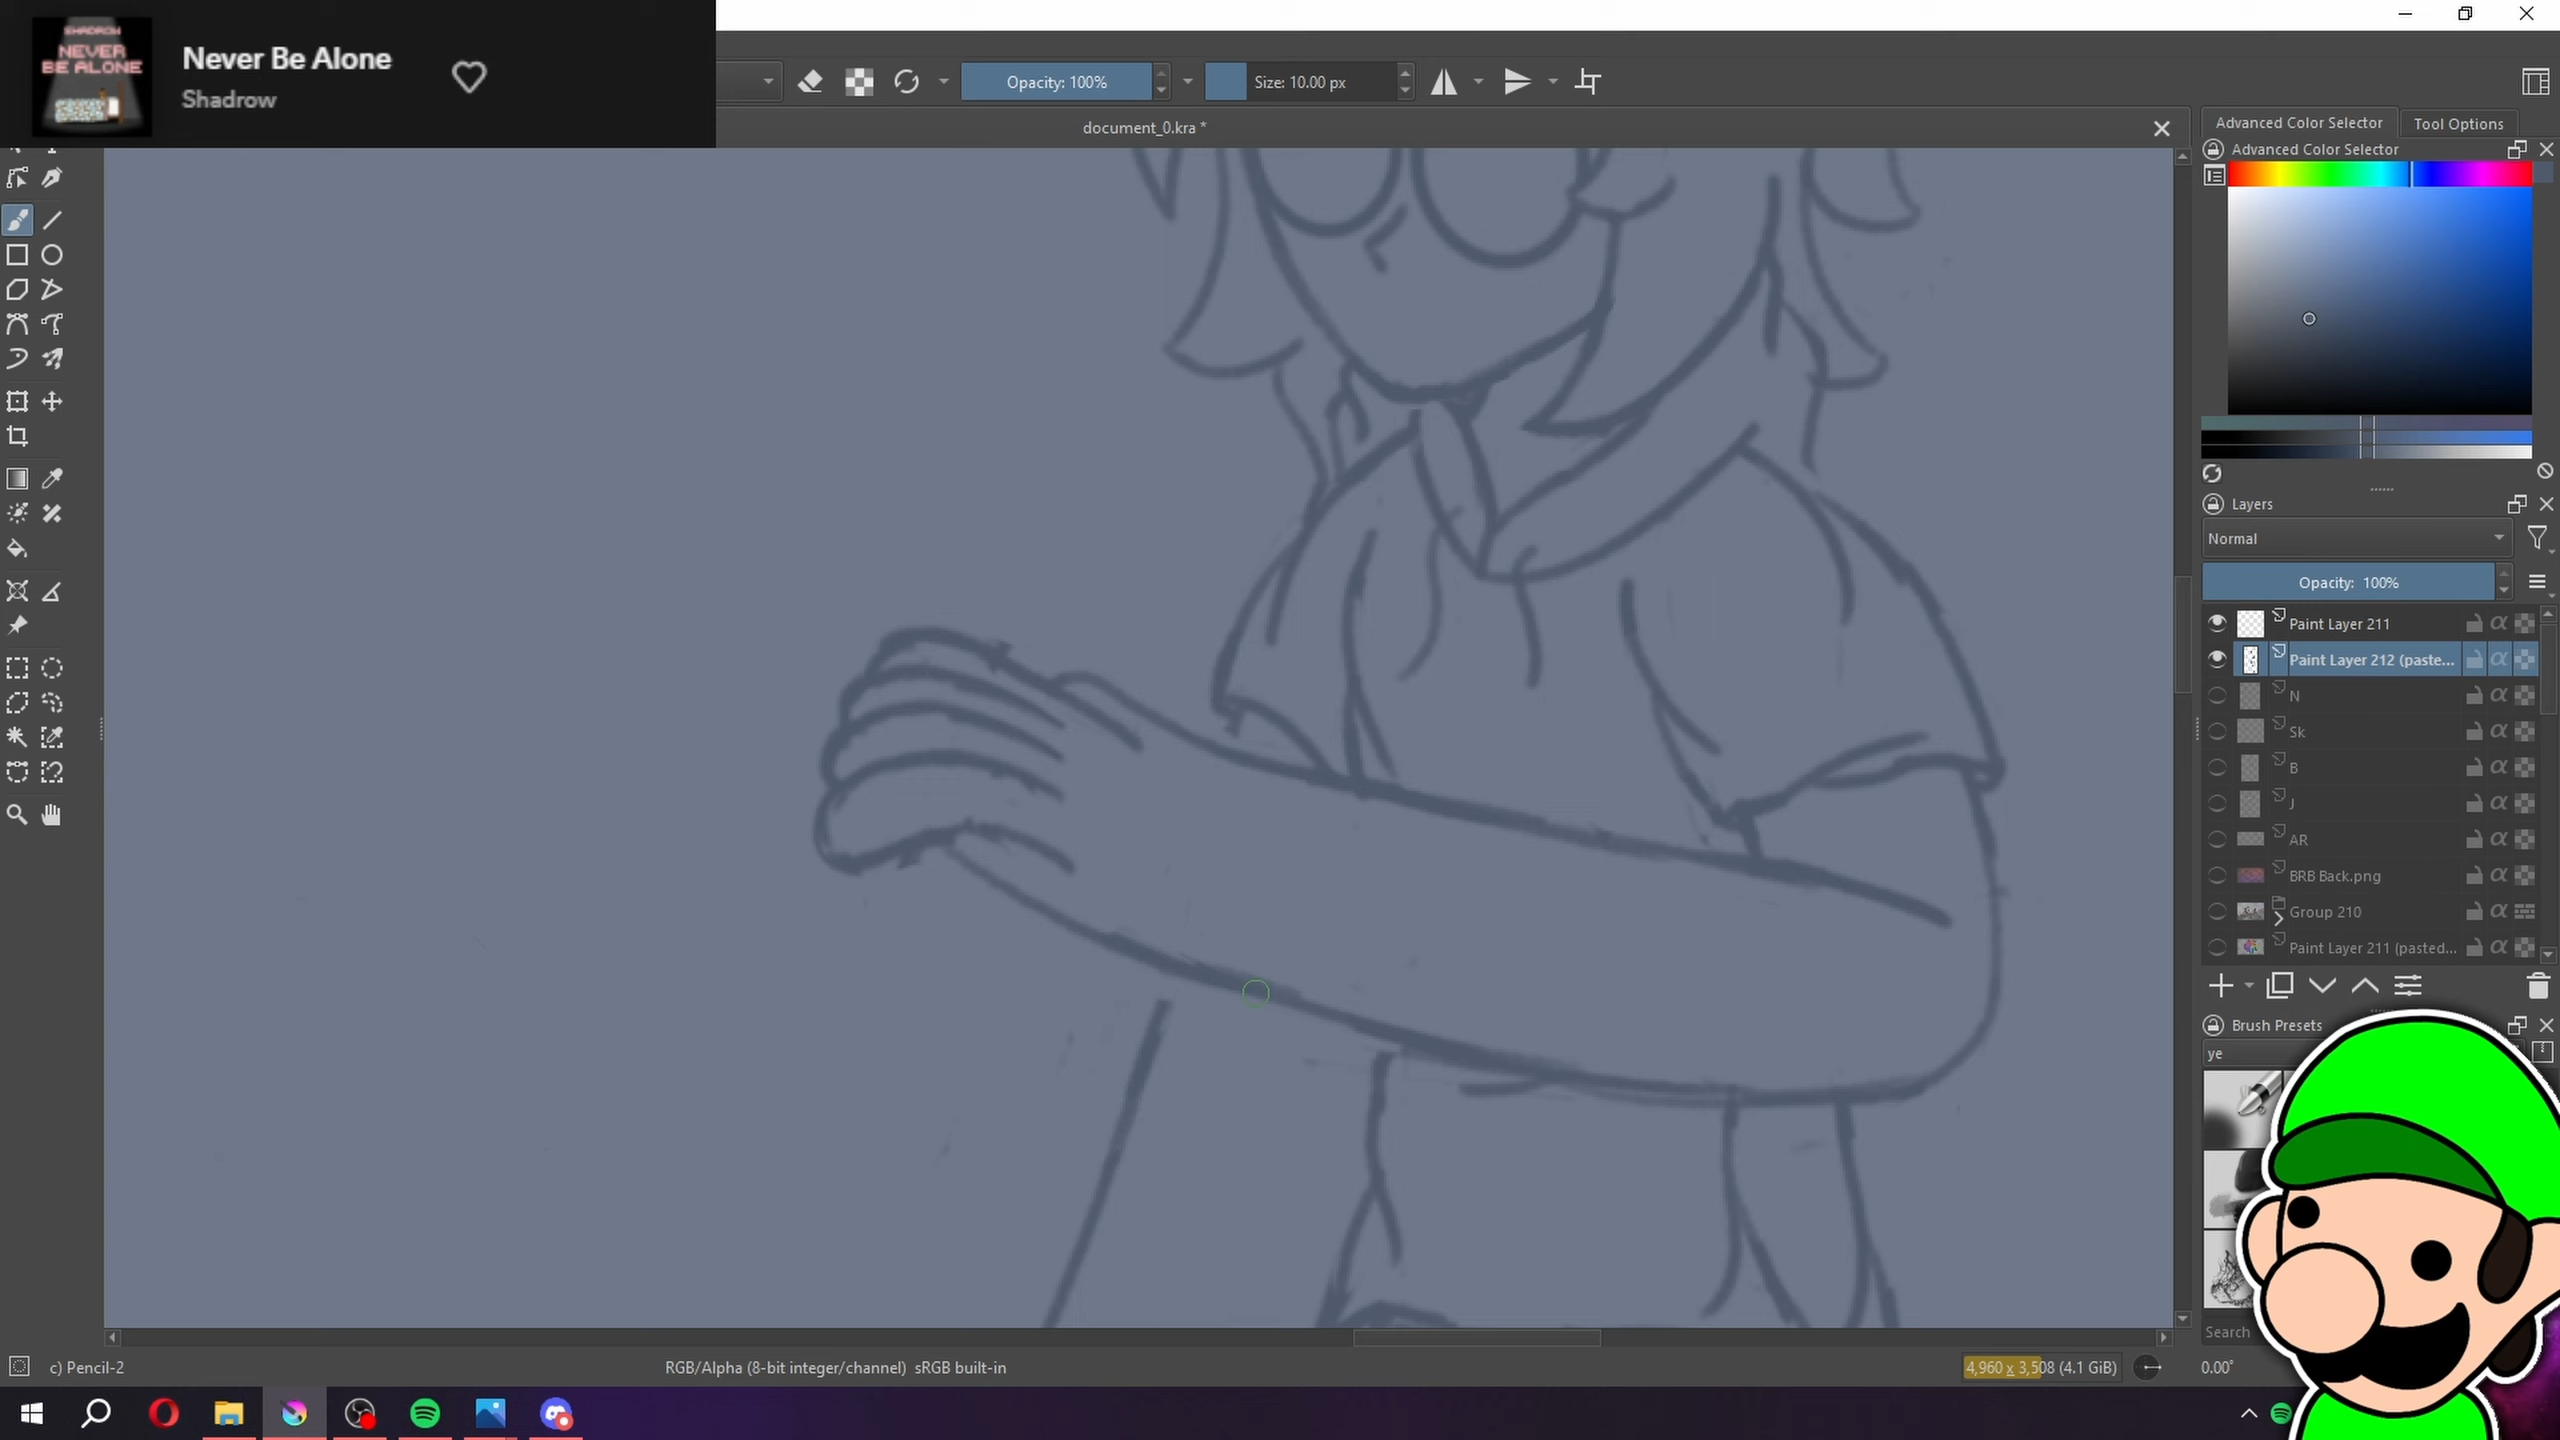 SHADROW
NEVER
BE ALONE
Never Be Alone
Shadrow
Opacity: 100%
Size: 10.00 px
document_0.kra *
Advanced Color Selector
Tool Options
Advanced Color Selector
Layers
Normal
Opacity: 100%
Paint Layer 211
Paint Layer 212 (paste...
N
Sk
B
J
AR
BRB Back.png
Group 210
Paint Layer 211 (pasted...
Brush Presets
ye
Search
c) Pencil-2
RGB/Alpha (8-bit integer/channel) sRGB built-in
4,960 x 3,508 (4.1 GiB)
0.00°